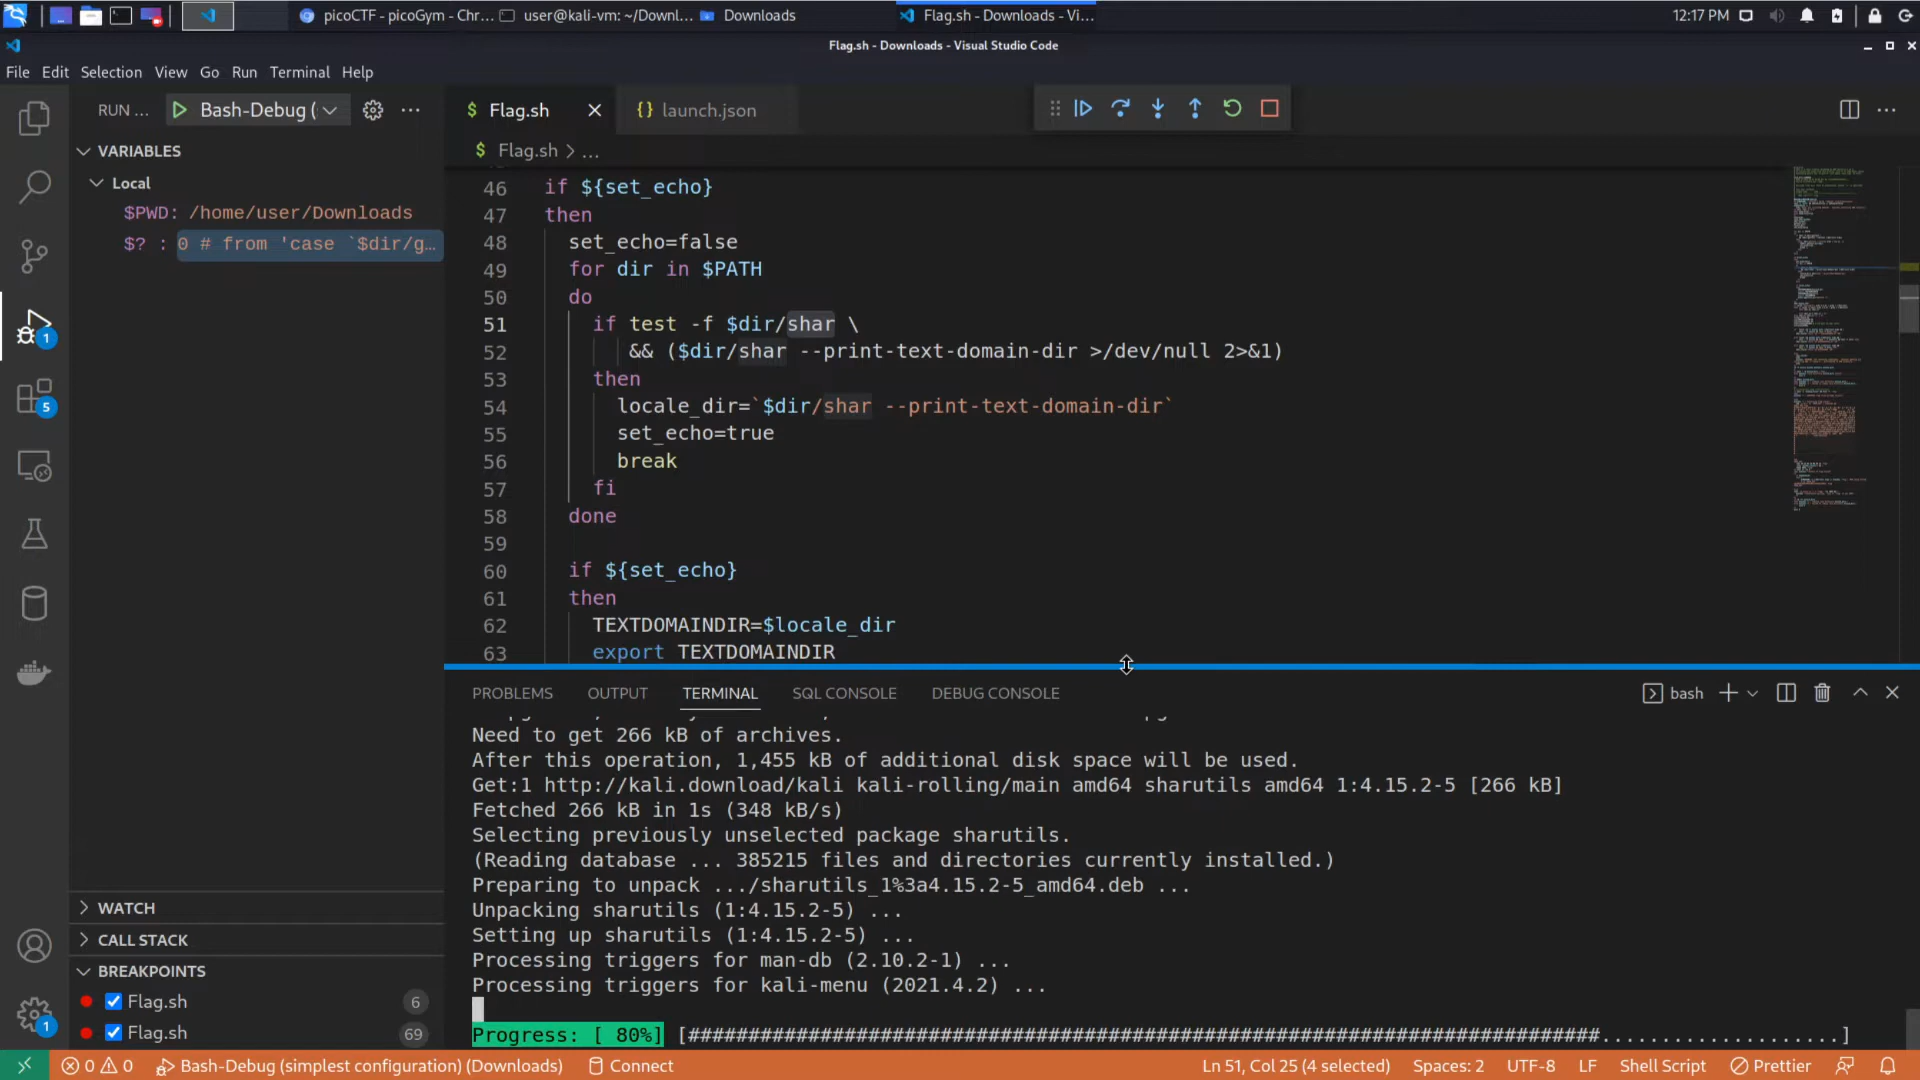 picoCTF - picoGym - Chr...
user@kali-vm: ~/Downl...
Downloads
Flag.sh - Downloads - Vi...
12:17 PM
Flag.sh - Downloads - Visual Studio Code
File Edit Selection View Go Run Terminal Help
RUN ...
Bash-Debug (
Flag.sh
launch.json
Flag.sh > ...
VARIABLES
Local
$PWD: /home/user/Downloads
$? : 0 # from 'case `$dir/g…
46 if ${set_echo}
47 then
48 set_echo=false
49 for dir in $PATH
50 do
51 if test -f $dir/shar \
52 && ($dir/shar --print-text-domain-dir >/dev/null 2>&1)
53 then
54 locale_dir=`$dir/shar --print-text-domain-dir`
55 set_echo=true
56 break
57 fi
58 done
59
60 if ${set_echo}
61 then
62 TEXTDOMAINDIR=$locale_dir
63 export TEXTDOMAINDIR
1
5
PROBLEMS OUTPUT TERMINAL SQL CONSOLE DEBUG CONSOLE
bash
Need to get 266 kB of archives.
After this operation, 1,455 kB of additional disk space will be used.
Get:1 http://kali.download/kali kali-rolling/main amd64 sharutils amd64 1:4.15.2-5 [266 kB]
Fetched 266 kB in 1s (348 kB/s)
Selecting previously unselected package sharutils.
(Reading database ... 385215 files and directories currently installed.)
Preparing to unpack .../sharutils_1%3a4.15.2-5_amd64.deb ...
Unpacking sharutils (1:4.15.2-5) ...
Setting up sharutils (1:4.15.2-5) ...
Processing triggers for man-db (2.10.2-1) ...
Processing triggers for kali-menu (2021.4.2) ...
Progress: [ 80%] [############################################################################....................]
WATCH
CALL STACK
BREAKPOINTS
Flag.sh 6
Flag.sh 69
1
0 0
Bash-Debug (simplest configuration) (Downloads)
Connect
Ln 51, Col 25 (4 selected)
Spaces: 2
UTF-8
LF
Shell Script
Prettier